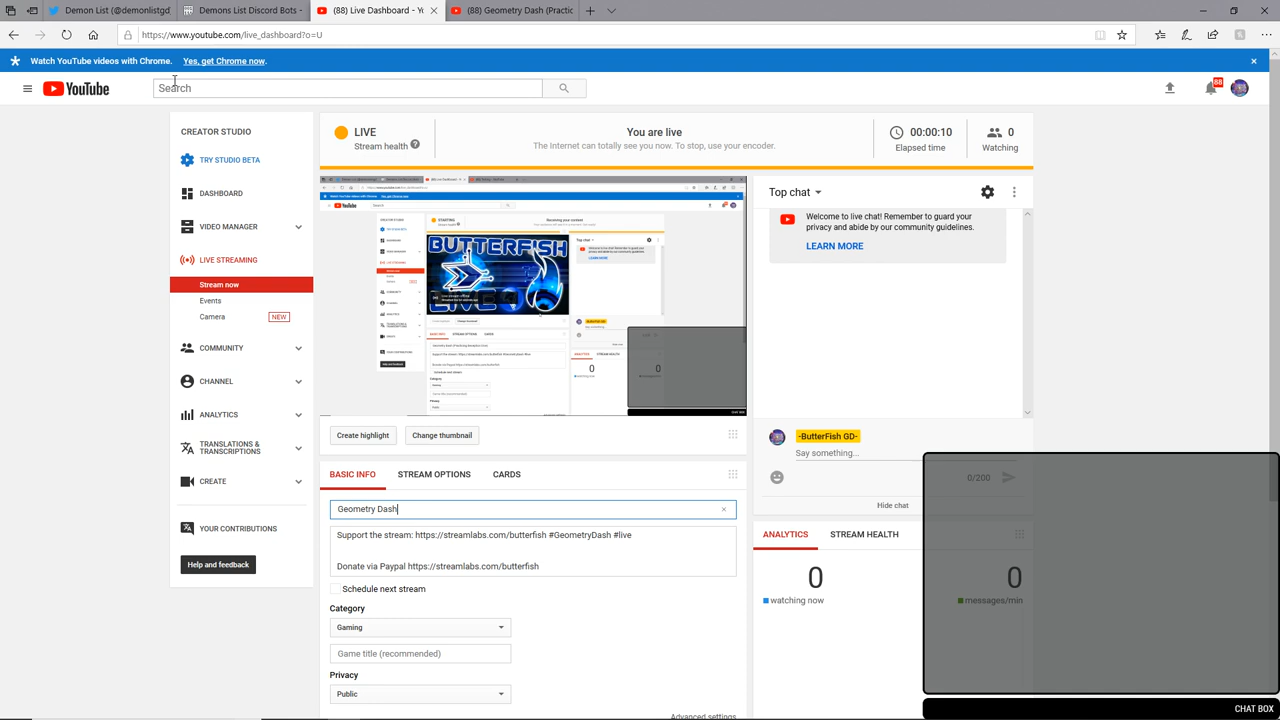 Demon List (@demonlistgd
Demons List Discord Bots -
(88) Live Dashboard - Yo
(88) Geometry Dash (Practic
https://www.youtube.com/live_dashboard?o=U
Watch YouTube videos with Chrome. Yes, get Chrome now.
YouTube
Search
88
CREATOR STUDIO
TRY STUDIO BETA
DASHBOARD
VIDEO MANAGER
LIVE STREAMING
Stream now
Events
Camera NEW
COMMUNITY
CHANNEL
ANALYTICS
TRANSLATIONS &
TRANSCRIPTIONS
CREATE
YOUR CONTRIBUTIONS
Help and feedback
LIVE
Stream health
You are live
The Internet can totally see you now. To stop, use your encoder.
00:00:10
Elapsed time
0
Watching
BUTTERFISH
LIVE
Create highlight
Change thumbnail
BASIC INFO
STREAM OPTIONS
CARDS
Geometry Dash
Support the stream: https://streamlabs.com/butterfish #GeometryDash #live
Donate via Paypal https://streamlabs.com/butterfish
Schedule next stream
Category
Gaming
Game title (recommended)
Privacy
Public
Advanced settings
Top chat
Welcome to live chat! Remember to guard your
privacy and abide by our community guidelines.
LEARN MORE
-ButterFish GD-
Say something...
0/200
Hide chat
ANALYTICS
STREAM HEALTH
0
watching now
0
messages/min
CHAT BOX